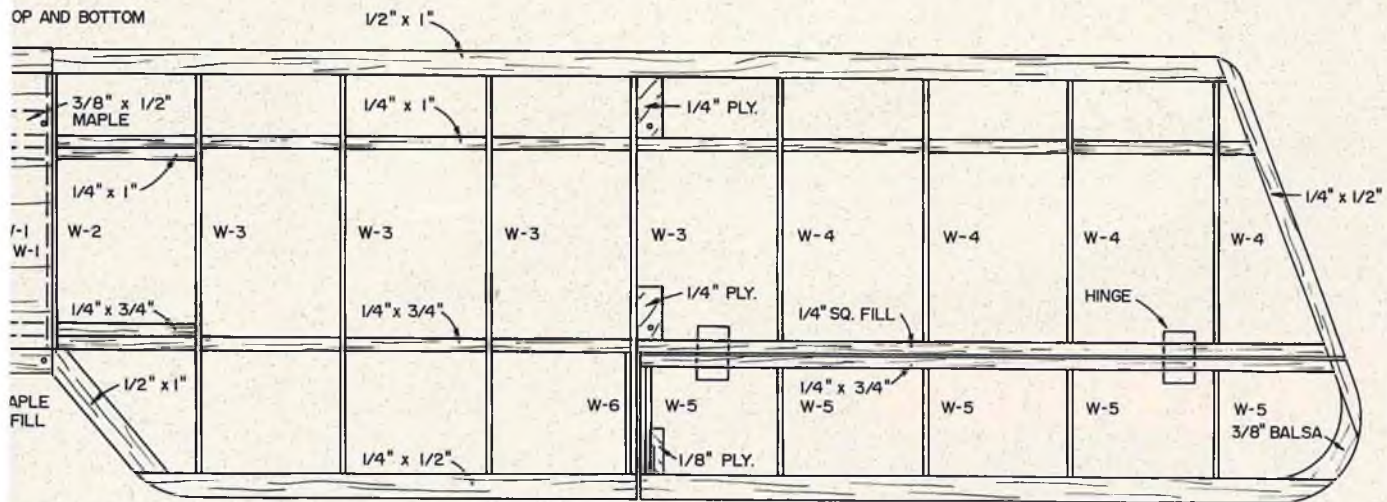 OP AND BOTTOM
1/2" x 1"
3/8" x 1/2"
MAPLE
1/4" x 1"
1/4" PLY.
1/4" x 1"
1/4" x 1/2"
W-1
W-2
W-3
W-3
W-3
W-3
W-4
W-4
W-4
W-4
1/4" PLY.
HINGE
1/4" x 3/4"
1/4" x 3/4"
1/4" SQ. FILL
1/2" x 1"
1/4" x 3/4"
APLE
FILL
W-6
W-5
W-5
W-5
W-5
W-5
3/8" BALSA
1/4" x 1/2"
1/8" PLY.